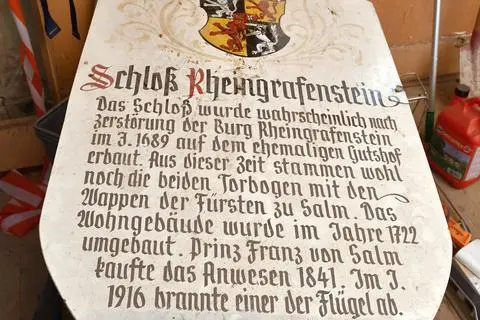 Schloß Rheingrafenstein
Das Schloß wurde wahrscheinlich nach
Zerstörung der Burg Rheingrafenstein
im J. 1689 auf dem ehemaligen Gutshof
erbaut. Aus dieser Zeit stammen wohl
noch die beiden Torbogen mit den
Wappen der Fürsten zu Salm. Das
Wohngebäude wurde im Jahre 1722
umgebaut. Prinz Franz von Salm
kaufte das Anwesen 1841. Im J.
1916 brannte einer der Flügel ab.